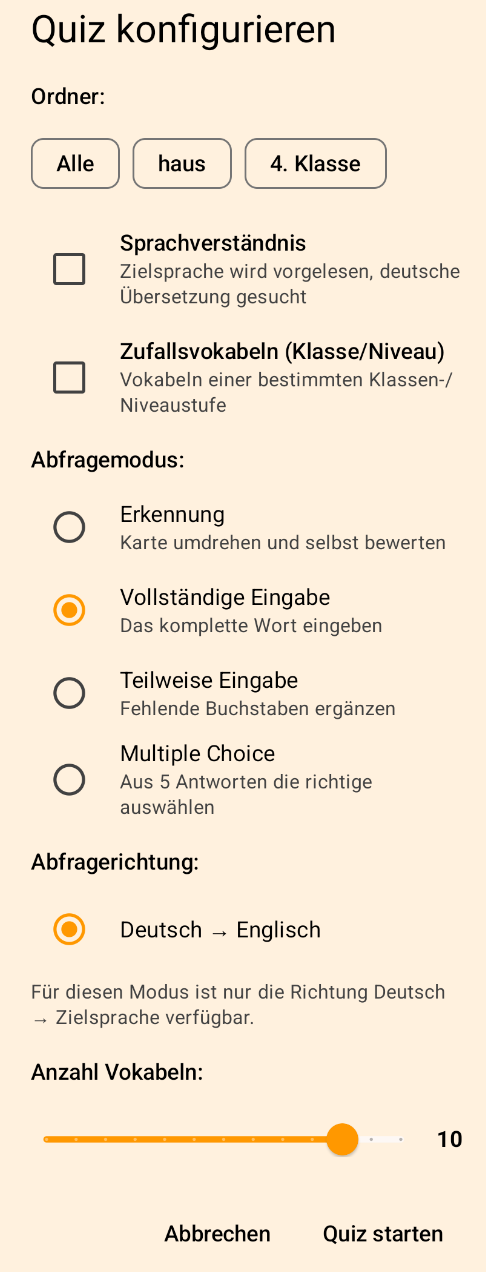 Quiz konfigurieren
Ordner:
Alle haus 4. Klasse
Sprachverständnis
Zielsprache wird vorgelesen, deutsche
Übersetzung gesucht
Zufallsvokabeln (Klasse/Niveau)
Vokabeln einer bestimmten Klassen-/
Niveaustufe
Abfragemodus:
Erkennung
Karte umdrehen und selbst bewerten
Vollständige Eingabe
Das komplette Wort eingeben
Teilweise Eingabe
Fehlende Buchstaben ergänzen
Multiple Choice
Aus 5 Antworten die richtige
auswählen
Abfragerichtung:
Deutsch → Englisch
Für diesen Modus ist nur die Richtung Deutsch
→ Zielsprache verfügbar.
Anzahl Vokabeln:
10
Abbrechen Quiz starten